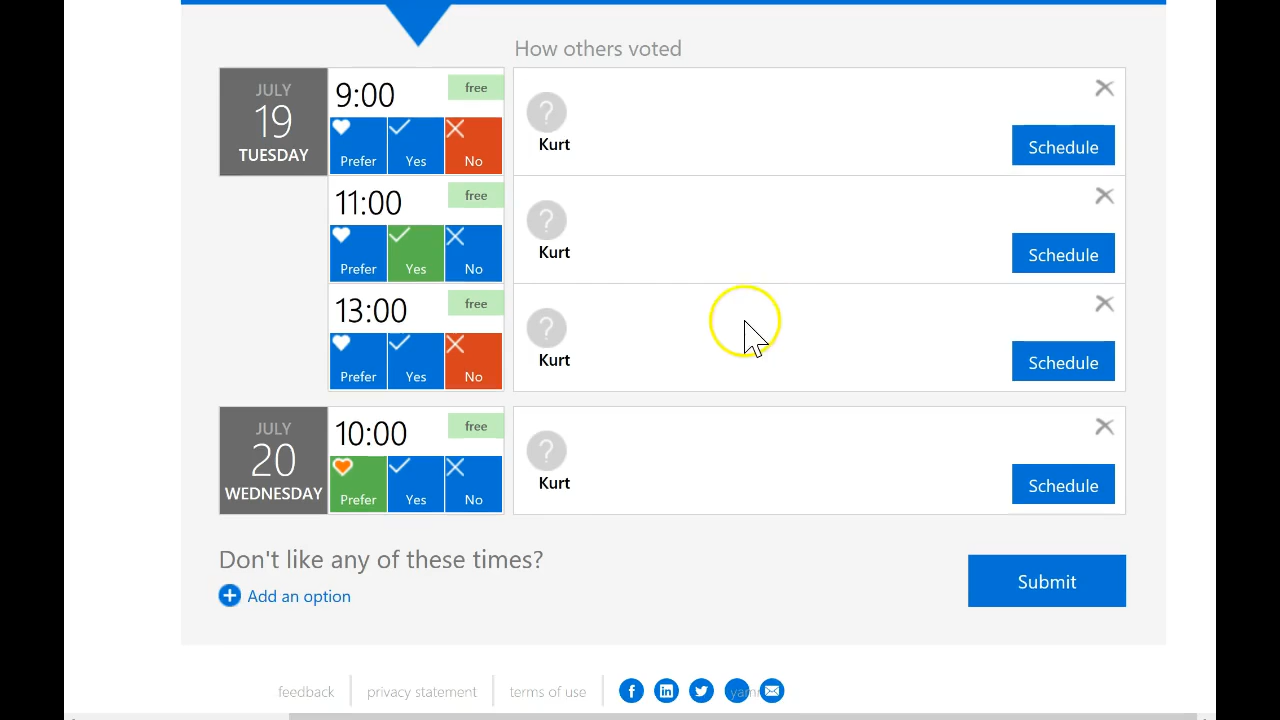 How others voted
JULY
19
TUESDAY
9:00
free
Prefer Yes No
? Kurt
Schedule
11:00
free
Prefer Yes No
? Kurt
Schedule
13:00
free
Prefer Yes No
? Kurt
Schedule
JULY
20
WEDNESDAY
10:00
free
Prefer Yes No
? Kurt
Schedule
Don't like any of these times?
Add an option
Submit
feedback privacy statement terms of use